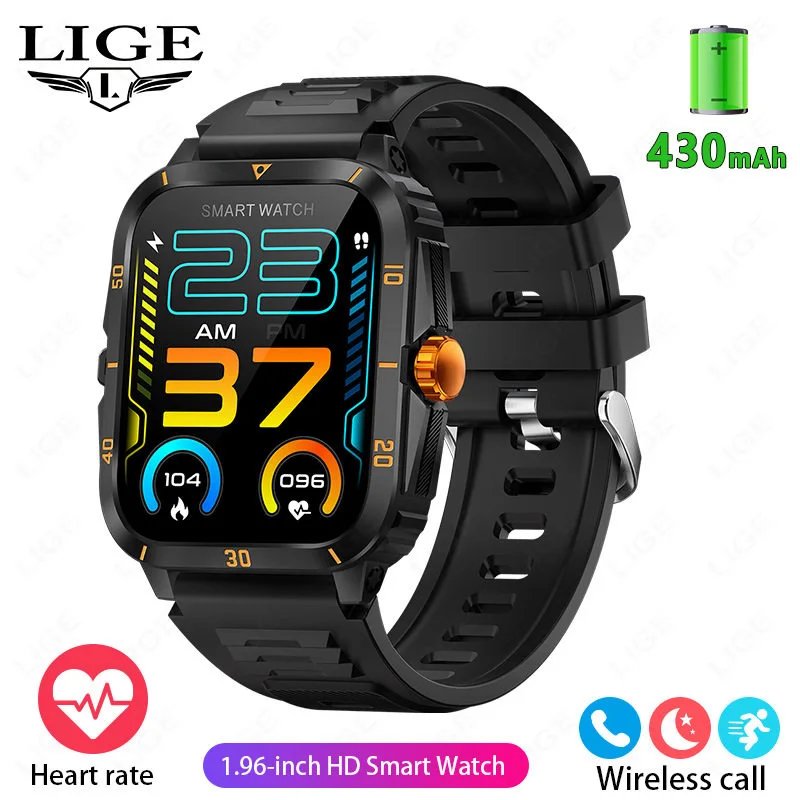 LIGE
L
430mAh
SMART WATCH
23
AM PM
37
104
096
50
10
40
20
30
Heart rate
1.96-inch HD Smart Watch
Wireless call